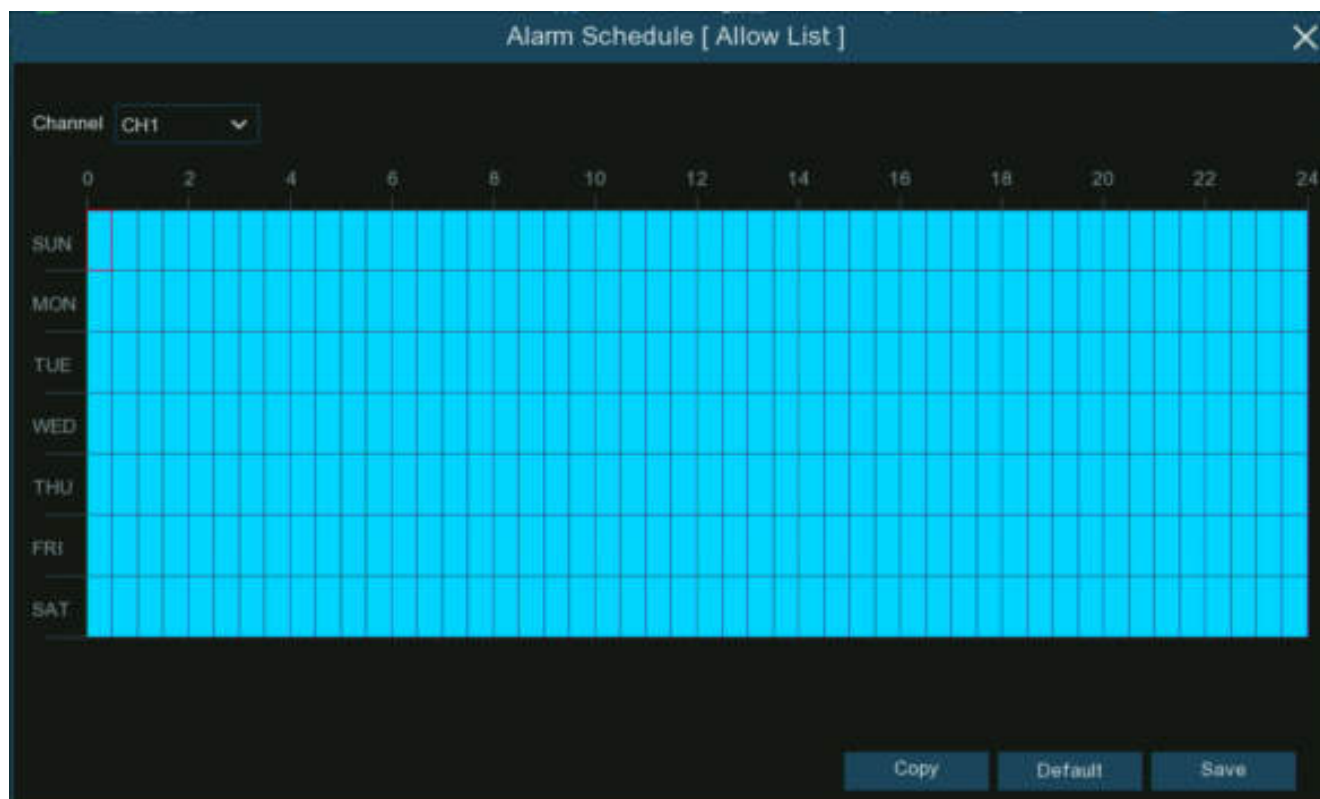 Alarm Schedule [ Allow List ]
Channel CH1
0 2 4 6 8 10 12 14 16 18 20 22 24
SUN
MON
TUE
WED
THU
FRI
SAT
Copy Default Save